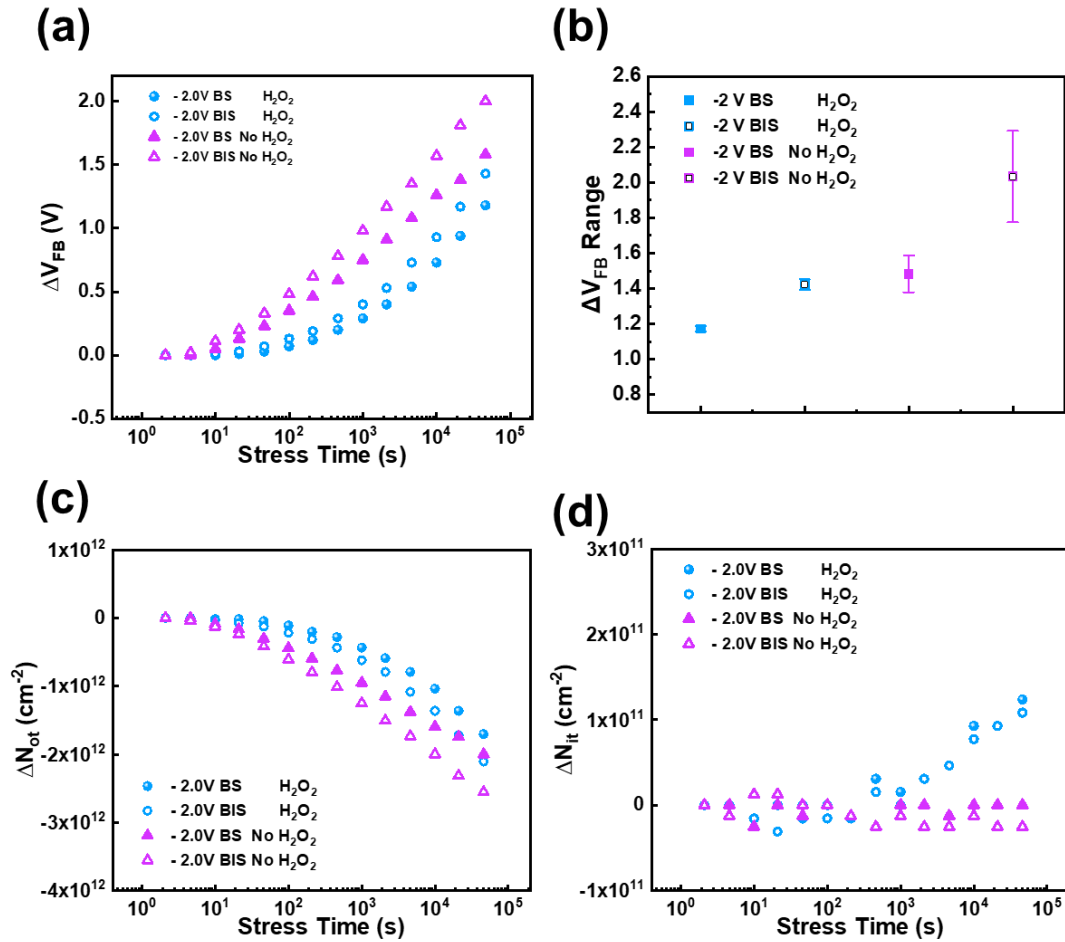 (a)
2.0
1.5
1.0
0.5
0.0
-0.5
ΔV_FB (V)
- 2.0V BS H₂O₂
- 2.0V BIS H₂O₂
- 2.0V BS No H₂O₂
- 2.0V BIS No H₂O₂
10⁰ 10¹ 10² 10³ 10⁴ 10⁵
Stress Time (s)
(b)
2.6
2.4
2.2
2.0
1.8
1.6
1.4
1.2
1.0
0.8
ΔV_FB Range
-2 V BS H₂O₂
-2 V BIS H₂O₂
-2 V BS No H₂O₂
-2 V BIS No H₂O₂
(c)
1x10¹²
0
-1x10¹²
-2x10¹²
-3x10¹²
-4x10¹²
ΔN_ot (cm⁻²)
- 2.0V BS H₂O₂
- 2.0V BIS H₂O₂
- 2.0V BS No H₂O₂
- 2.0V BIS No H₂O₂
10⁰ 10¹ 10² 10³ 10⁴ 10⁵
Stress Time (s)
(d)
3x10¹¹
2x10¹¹
1x10¹¹
0
-1x10¹¹
ΔN_it (cm⁻²)
- 2.0V BS H₂O₂
- 2.0V BIS H₂O₂
- 2.0V BS No H₂O₂
- 2.0V BIS No H₂O₂
10⁰ 10¹ 10² 10³ 10⁴ 10⁵
Stress Time (s)